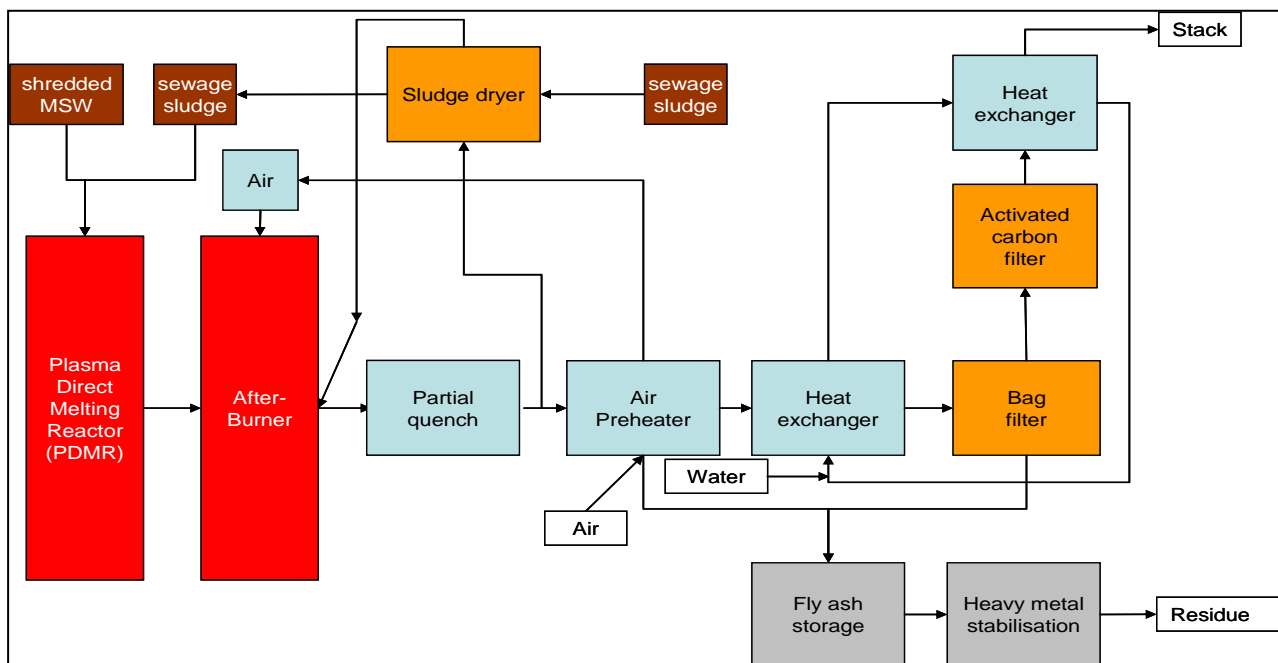 Stack
shredded
MSW
sewage
sludge
Sludge dryer
sewage
sludge
Heat
exchanger
Air
Activated
carbon
filter
Plasma
Direct
Melting
Reactor
(PDMR)
After-
Burner
Partial
quench
Air
Preheater
Heat
exchanger
Bag
filter
Water
Air
Fly ash
storage
Heavy metal
stabilisation
Residue